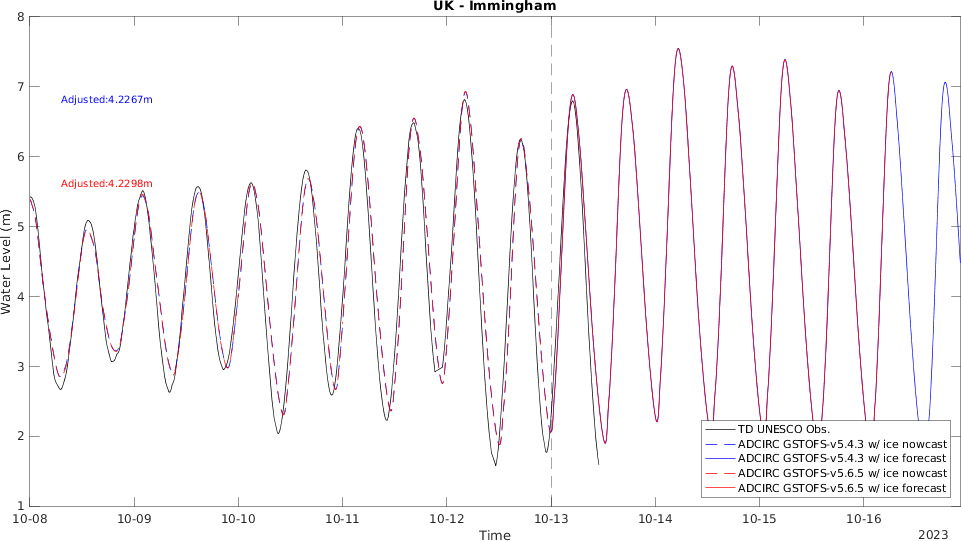 UK - Immingham
8
7
6
5
4
3
2
1
Water Level (m)
Adjusted:4.2267m
Adjusted:4.2298m
TD UNESCO Obs.
ADCIRC GSTOFS-v5.4.3 w/ ice nowcast
ADCIRC GSTOFS-v5.4.3 w/ ice forecast
ADCIRC GSTOFS-v5.6.5 w/ ice nowcast
ADCIRC GSTOFS-v5.6.5 w/ ice forecast
10-08 10-09 10-10 10-11 10-12 10-13 10-14 10-15 10-16
Time
2023